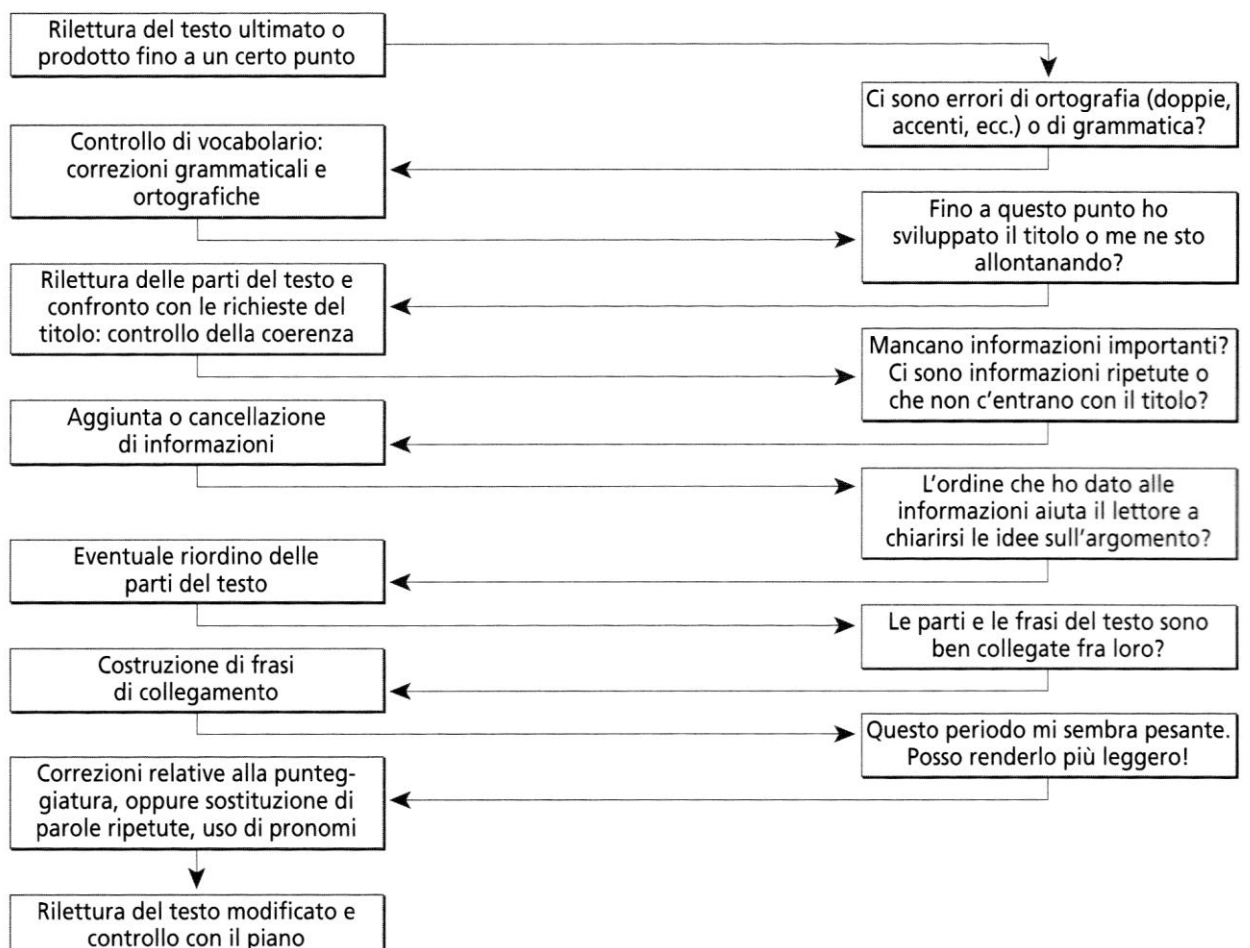 Rilettura del testo ultimato o
prodotto fino a un certo punto
Ci sono errori di ortografia (doppie,
accenti, ecc.) o di grammatica?
Controllo di vocabolario:
correzioni grammaticali e
ortografiche
Fino a questo punto ho
sviluppato il titolo o me ne sto
allontanando?
Rilettura delle parti del testo e
confronto con le richieste del
titolo: controllo della coerenza
Mancano informazioni importanti?
Ci sono informazioni ripetute o
che non c'entrano con il titolo?
Aggiunta o cancellazione
di informazioni
L'ordine che ho dato alle
informazioni aiuta il lettore a
chiarirsi le idee sull'argomento?
Eventuale riordino delle
parti del testo
Le parti e le frasi del testo sono
ben collegate fra loro?
Costruzione di frasi
di collegamento
Questo periodo mi sembra pesante.
Posso renderlo più leggero!
Correzioni relative alla punteg-
giatura, oppure sostituzione di
parole ripetute, uso di pronomi
Rilettura del testo modificato e
controllo con il piano